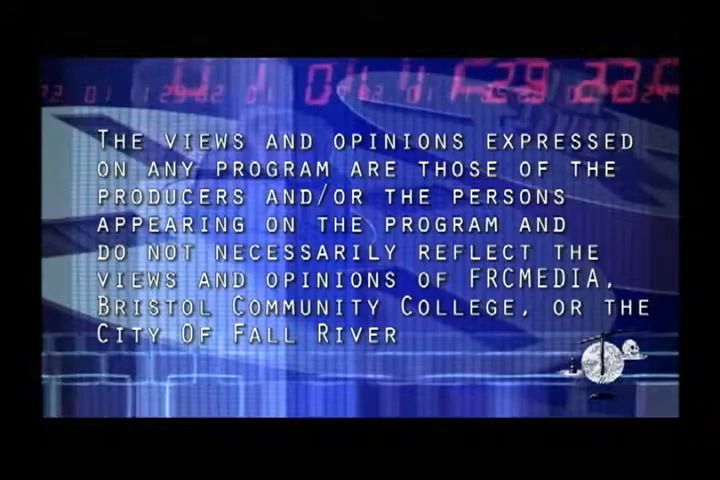 THE VIEWS AND OPINIONS EXPRESSED
ON ANY PROGRAM ARE THOSE OF THE
PRODUCERS AND/OR THE PERSONS
APPEARING ON THE PROGRAM AND
DO NOT NECESSARILY REFLECT THE
VIEWS AND OPINIONS OF FRCMEDIA,
BRISTOL COMMUNITY COLLEGE, OR THE
CITY OF FALL RIVER